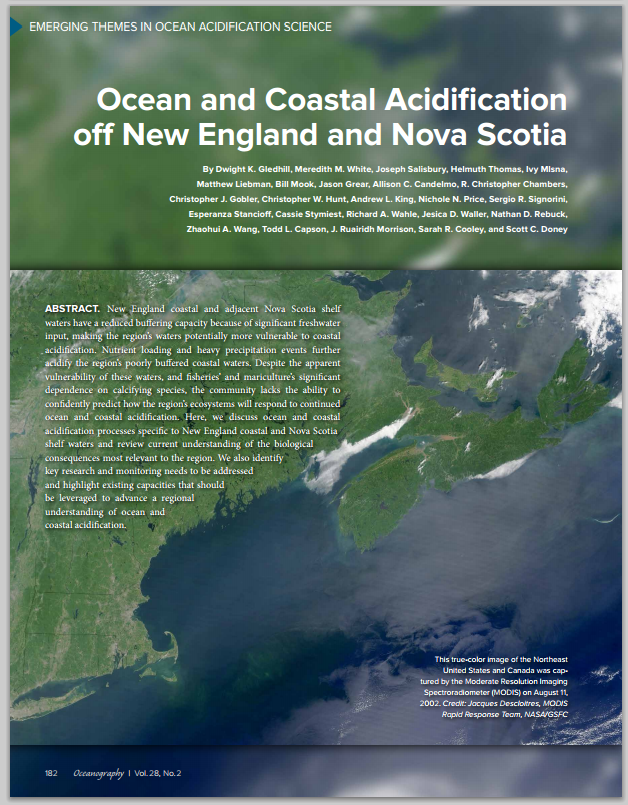 EMERGING THEMES IN OCEAN ACIDIFICATION SCIENCE
Ocean and Coastal Acidification
off New England and Nova Scotia
By Dwight K. Gledhill, Meredith M. White, Joseph Salisbury, Helmuth Thomas, Ivy Mlsna,
Matthew Liebman, Bill Mook, Jason Grear, Allison C. Candelmo, R. Christopher Chambers,
Christopher J. Gobler, Christopher W. Hunt, Andrew L. King, Nichole N. Price, Sergio R. Signorini,
Esperanza Stancioff, Cassie Stymiest, Richard A. Wahle, Jesica D. Waller, Nathan D. Rebuck,
Zhaohui A. Wang, Todd L. Capson, J. Ruairidh Morrison, Sarah R. Cooley, and Scott C. Doney
ABSTRACT. New England coastal and adjacent Nova Scotia shelf
waters have a reduced buffering capacity because of significant freshwater
input, making the region's waters potentially more vulnerable to coastal
acidification. Nutrient loading and heavy precipitation events further
acidify the region's poorly buffered coastal waters. Despite the apparent
vulnerability of these waters, and fisheries' and mariculture's significant
dependence on calcifying species, the community lacks the ability to
confidently predict how the region's ecosystems will respond to continued
ocean and coastal acidification. Here, we discuss ocean and coastal
acidification processes specific to New England coastal and Nova Scotia
shelf waters and review current understanding of the biological
consequences most relevant to the region. We also identify
key research and monitoring needs to be addressed
and highlight existing capacities that should
be leveraged to advance a regional
understanding of ocean and
coastal acidification.
This true-color image of the Northeast
United States and Canada was cap-
tured by the Moderate Resolution Imaging
Spectroradiometer (MODIS) on August 11,
2002. Credit: Jacques Descloitres, MODIS
Rapid Response Team, NASA/GSFC
182 Oceanography | Vol.28, No.2